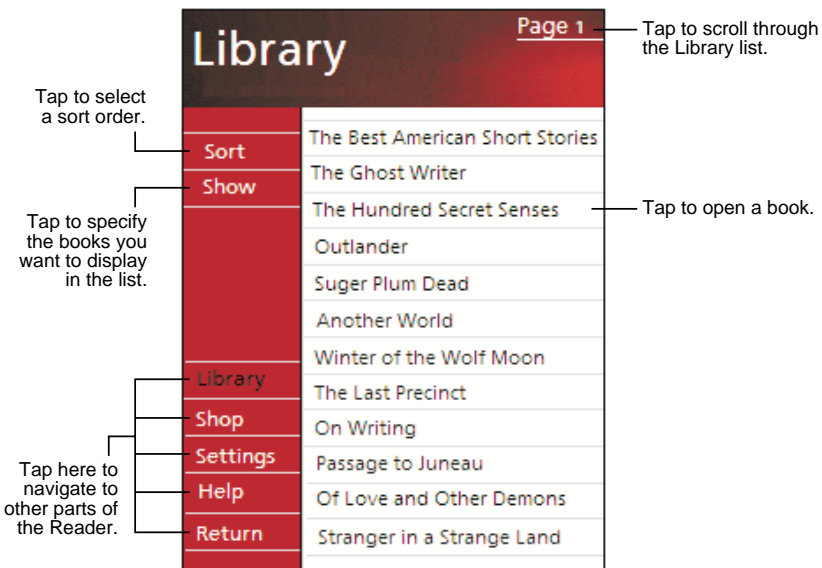 Library
Page 1
Tap to scroll through
the Library list.
Tap to select
a sort order.
Sort
Show
Tap to specify
the books you
want to display
in the list.
The Best American Short Stories
The Ghost Writer
The Hundred Secret Senses
Tap to open a book.
Outlander
Suger Plum Dead
Another World
Winter of the Wolf Moon
The Last Precinct
On Writing
Passage to Juneau
Of Love and Other Demons
Stranger in a Strange Land
Library
Shop
Settings
Help
Return
Tap here to
navigate to
other parts of
the Reader.